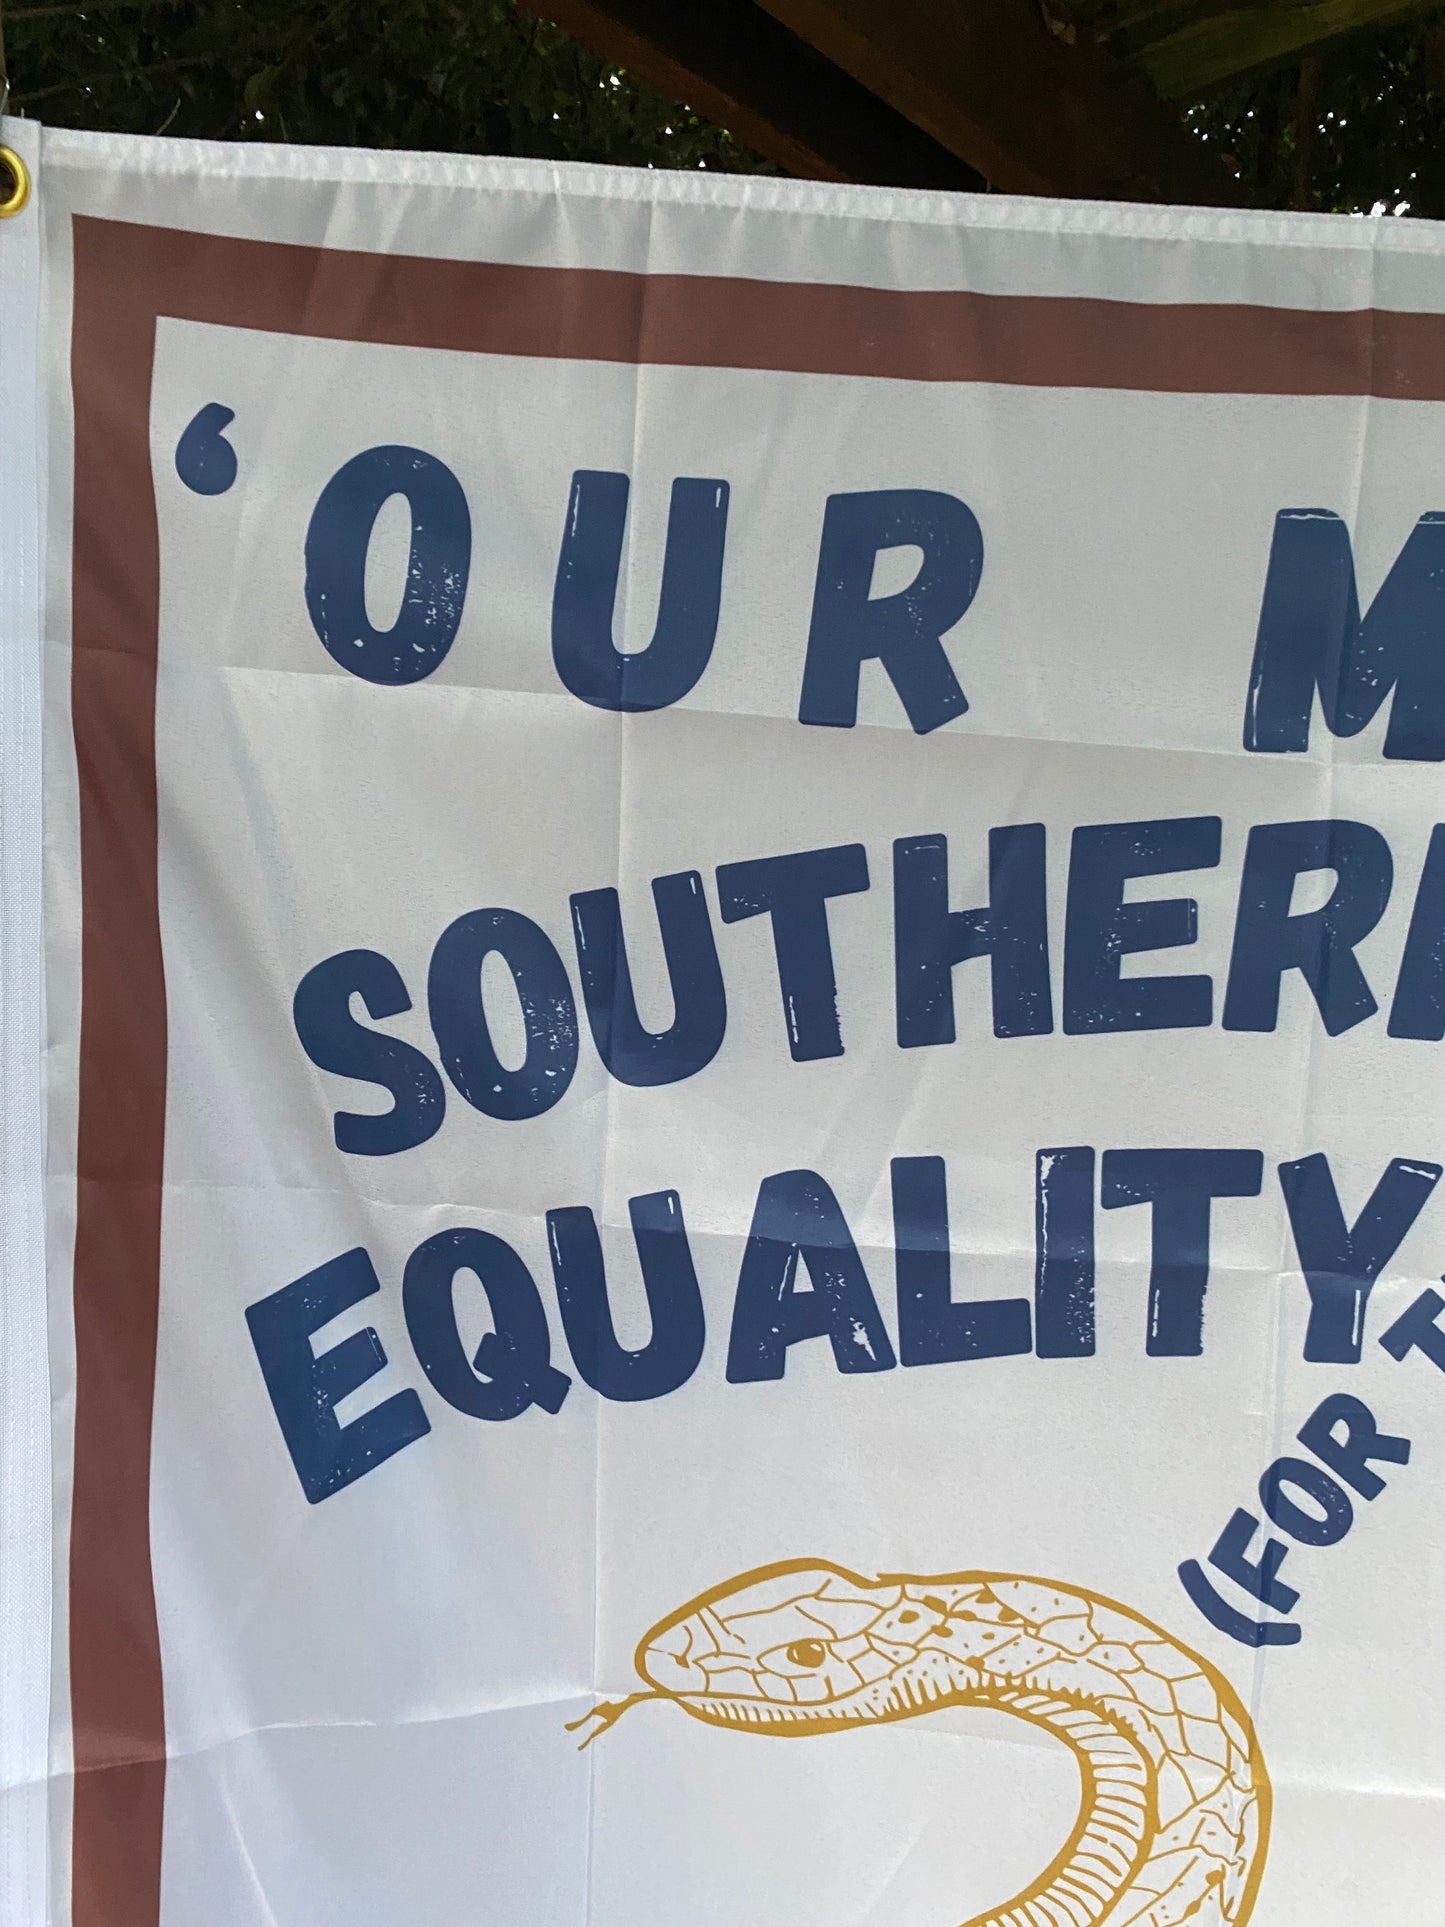 ‘OUR M
SOUTHER
EQUALITY
(FOR T